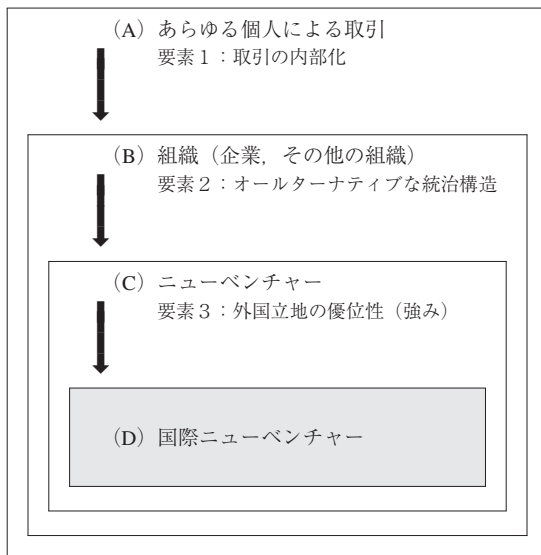 (A) あらゆる個人による取引
要素１：取引の内部化
(B) 組織（企業，その他の組織）
要素２：オールターナティブな統治構造
(C) ニューベンチャー
要素３：外国立地の優位性（強み）
(D) 国際ニューベンチャー